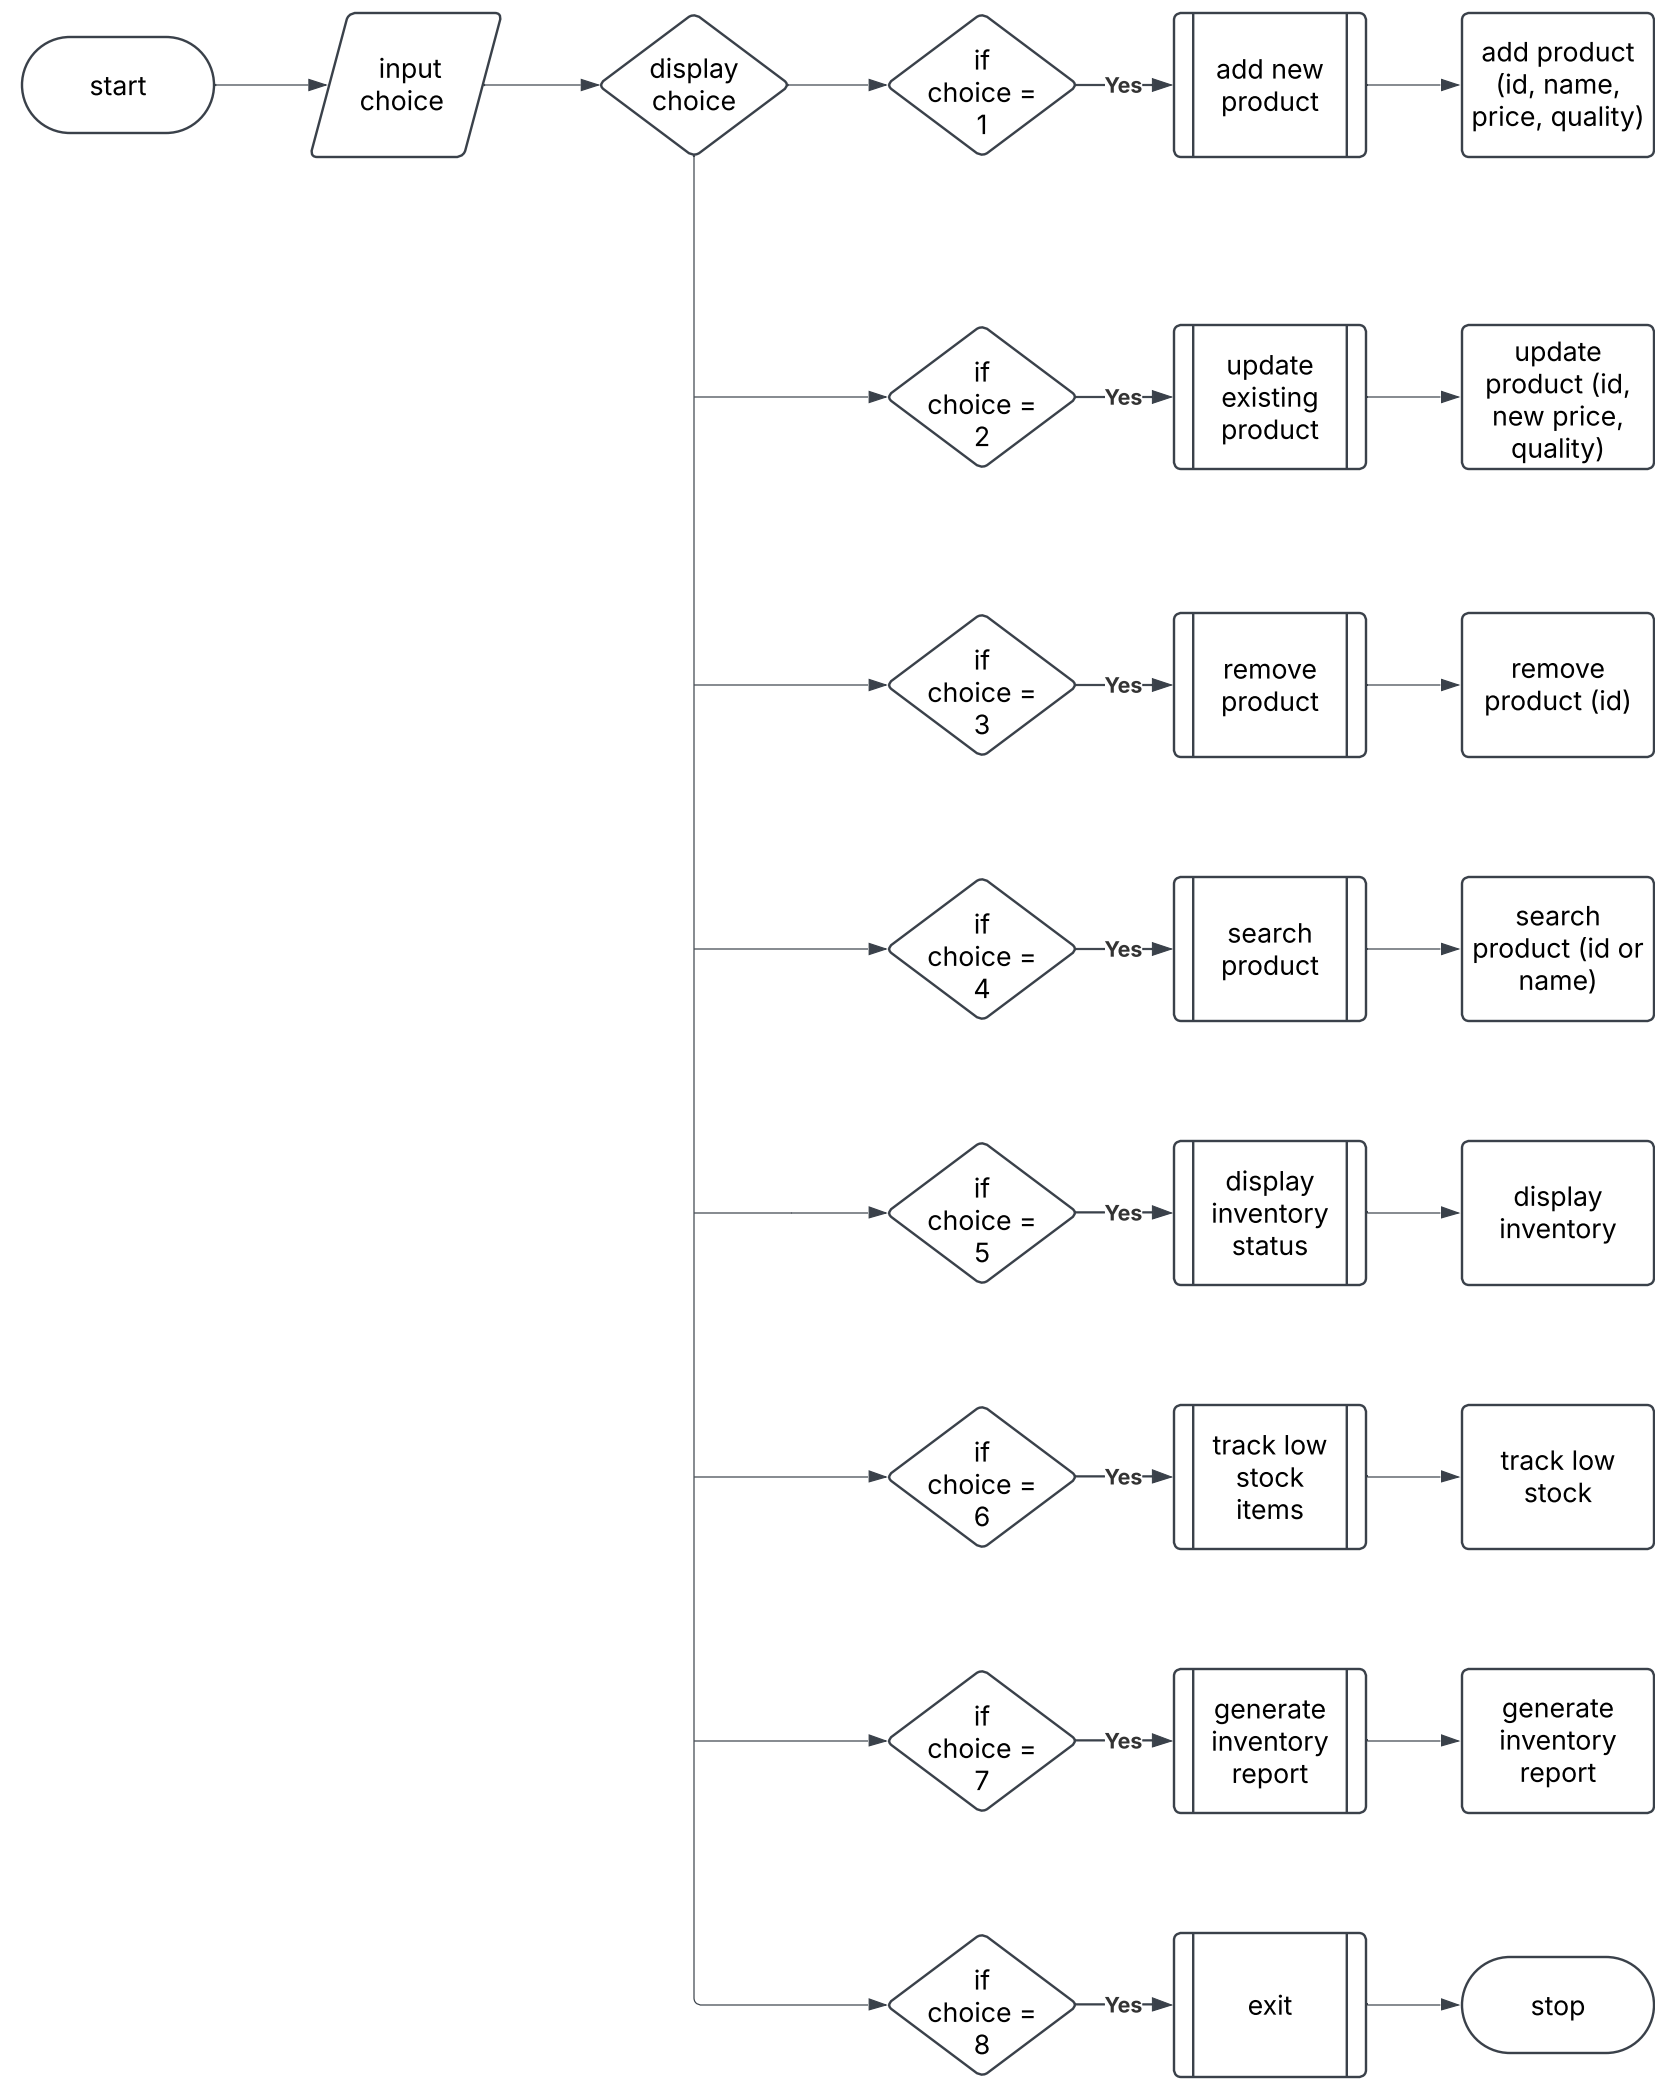 start
input
choice
display
choice
if
choice =
1
Yes
add new
product
add product
(id, name,
price, quality)
if
choice =
2
Yes
update
existing
product
update
product (id,
new price,
quality)
if
choice =
3
Yes
remove
product
remove
product (id)
if
choice =
4
Yes
search
product
search
product (id or
name)
if
choice =
5
Yes
display
inventory
status
display
inventory
if
choice =
6
Yes
track low
stock
items
track low
stock
if
choice =
7
Yes
generate
inventory
report
generate
inventory
report
if
choice =
8
Yes
exit
stop